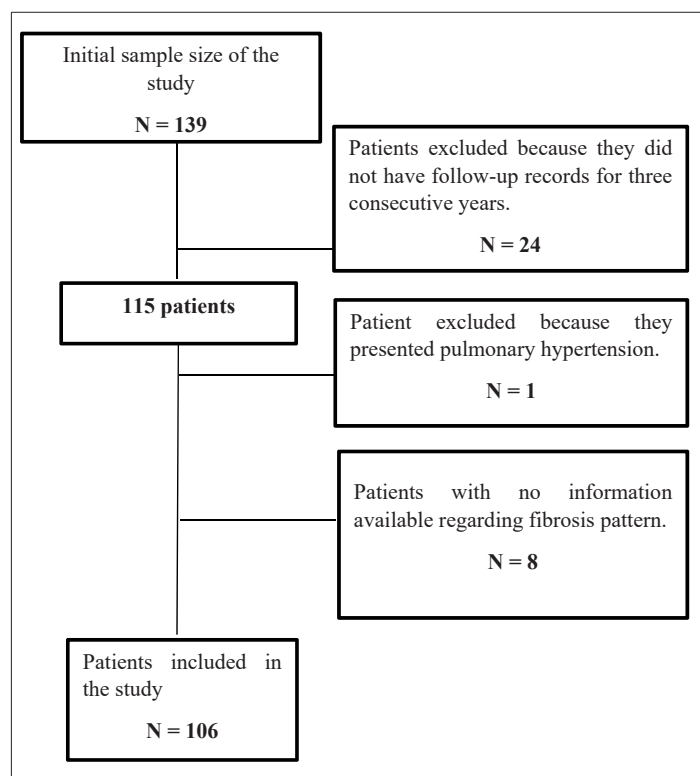 Initial sample size of the
study
N = 139
Patients excluded because they did
not have follow-up records for three
consecutive years.
N = 24
115 patients
Patient excluded because they
presented pulmonary hypertension.
N = 1
Patients with no information
available regarding fibrosis pattern.
N = 8
Patients included in
the study
N = 106